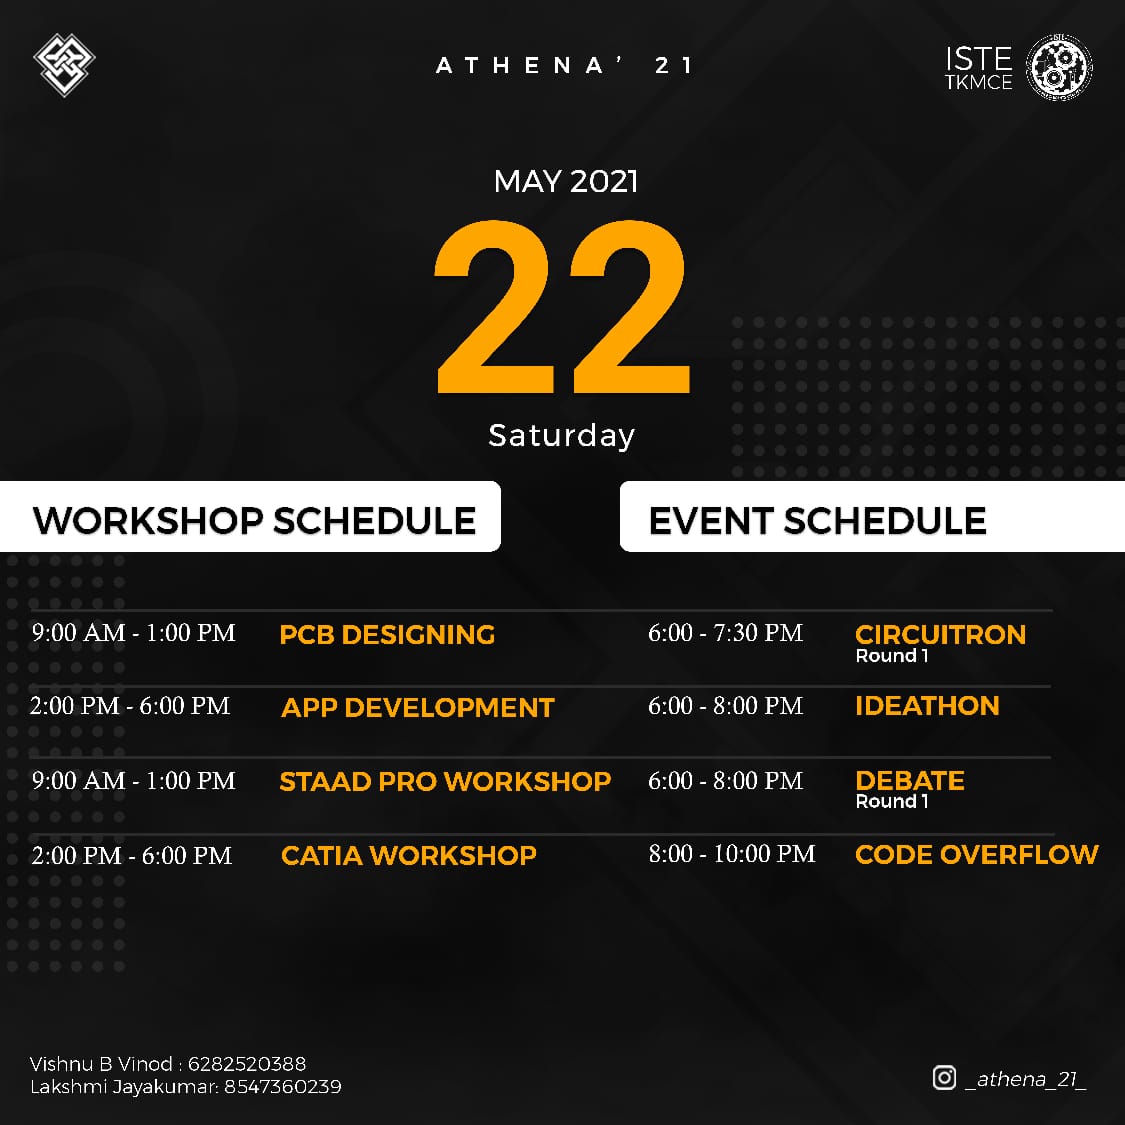 ATHENA' 21
ISTE
TKMCE
MAY 2021
22
Saturday
WORKSHOP SCHEDULE
9:00 AM - 1:00 PM PCB DESIGNING
2:00 PM - 6:00 PM APP DEVELOPMENT
9:00 AM - 1:00 PM STAAD PRO WORKSHOP
2:00 PM - 6:00 PM CATIA WORKSHOP
EVENT SCHEDULE
6:00 - 7:30 PM CIRCUITRON
Round 1
6:00 - 8:00 PM IDEATHON
6:00 - 8:00 PM DEBATE
Round 1
8:00 - 10:00 PM CODE OVERFLOW
Vishnu B Vinod : 6282520388
Lakshmi Jayakumar: 8547360239
_athena_21_